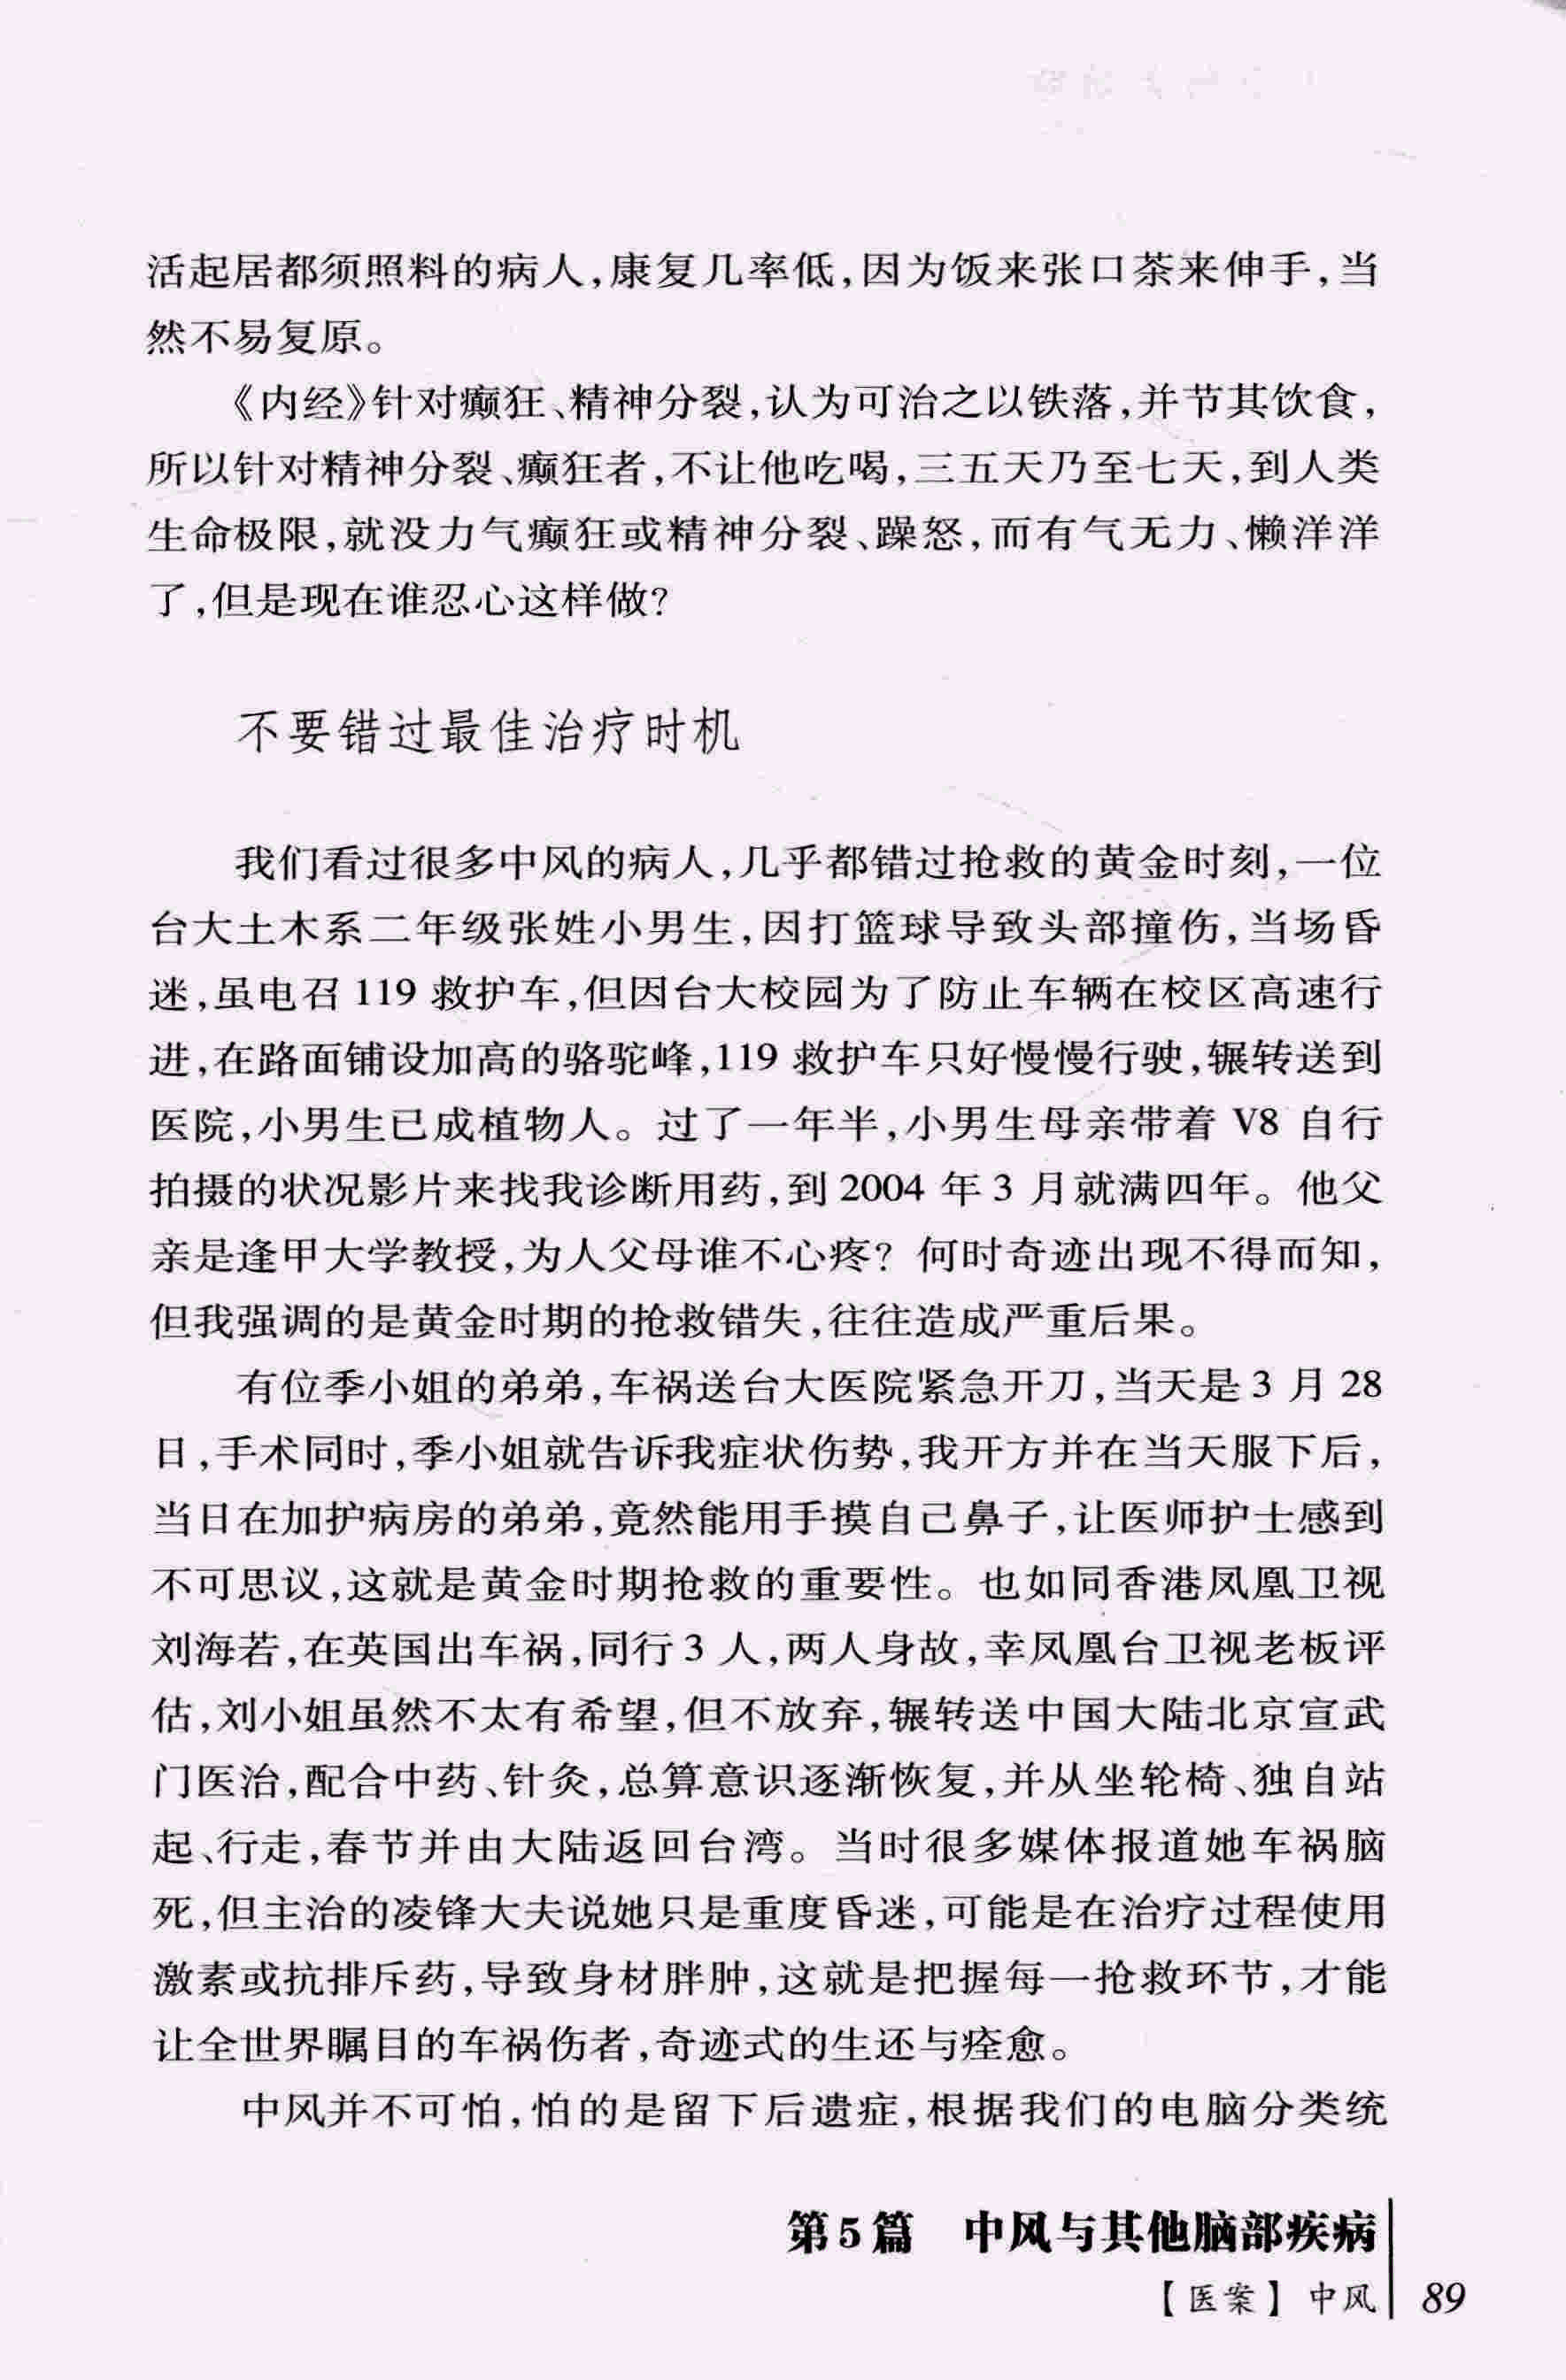 活起居都须照料的病人,康复几率低,因为饭来张口茶来伸手,当
然不易复原。
《内经》针对癫狂、精神分裂,认为可治之以铁落,并节其饮食,
所以针对精神分裂、癫狂者,不让他吃喝,三五天乃至七天,到人类
生命极限,就没力气癫狂或精神分裂、躁怒,而有气无力、懒洋洋
了,但是现在谁忍心这样做?
不要错过最佳治疗时机
我们看过很多中风的病人,几乎都错过抢救的黄金时刻,一位
台大土木系二年级张姓小男生,因打篮球导致头部撞伤,当场昏
迷,虽电召 119 救护车,但因台大校园为了防止车辆在校区高速行
进,在路面铺设加高的骆驼峰,119 救护车只好慢慢行驶,辗转送到
医院,小男生已成植物人。过了一年半,小男生母亲带着 V8 自行
拍摄的状况影片来找我诊断用药,到 2004 年 3 月就满四年。他父
亲是逢甲大学教授,为人父母谁不心疼? 何时奇迹出现不得而知,
但我强调的是黄金时期的抢救错失,往往造成严重后果。
有位季小姐的弟弟,车祸送台大医院紧急开刀,当天是 3 月 28
日,手术同时,季小姐就告诉我症状伤势,我开方并在当天服下后,
当日在加护病房的弟弟,竟然能用手摸自己鼻子,让医师护士感到
不可思议,这就是黄金时期抢救的重要性。也如同香港凤凰卫视
刘海若,在英国出车祸,同行 3 人,两人身故,幸凤凰台卫视老板评
估,刘小姐虽然不太有希望,但不放弃,辗转送中国大陆北京宣武
门医治,配合中药、针灸,总算意识逐渐恢复,并从坐轮椅、独自站
起、行走,春节并由大陆返回台湾。当时很多媒体报道她车祸脑
死,但主治的凌锋大夫说她只是重度昏迷,可能是在治疗过程使用
激素或抗排斥药,导致身材胖肿,这就是把握每一抢救环节,才能
让全世界瞩目的车祸伤者,奇迹式的生还与痊愈。
中风并不可怕,怕的是留下后遗症,根据我们的电脑分类统
第 5 篇 中风与其他脑部疾病
【医案】中风 89